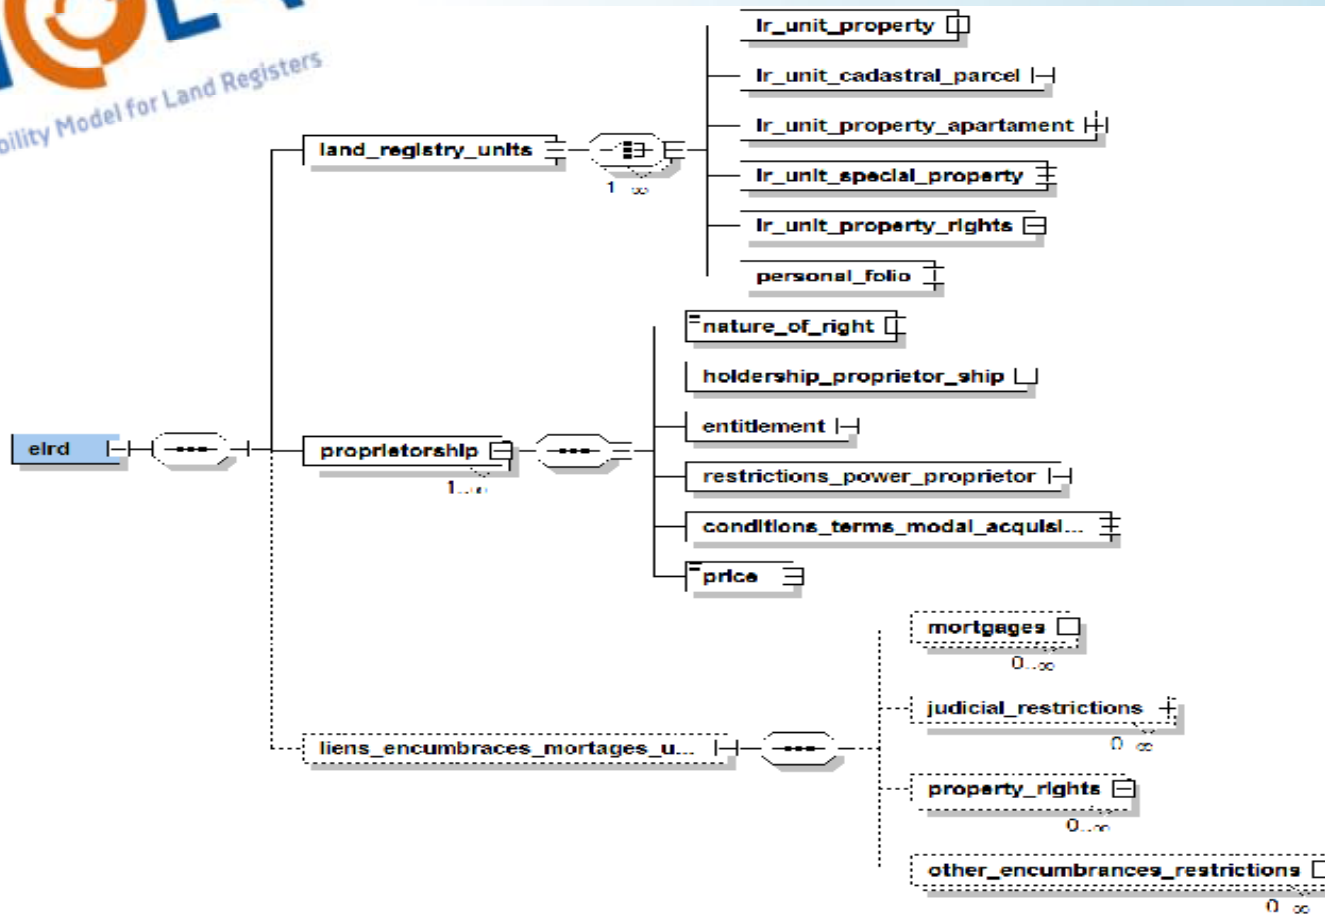 bility Model for Land Registers
lr_unit_property
lr_unit_cadastral_parcel
lr_unit_property_apartament
land_registry_units
1..∞
lr_unit_special_property
lr_unit_property_rights
personal_folio
nature_of_right
holdership_proprietor_ship
entitlement
elrd
proprietorship
1..∞
restrictions_power_proprietor
conditions_terms_modal_acquisi...
price
mortgages
0..∞
judicial_restrictions
0..∞
liens_encumbraces_mortages_u...
property_rights
0..∞
other_encumbrances_restrictions
0..∞